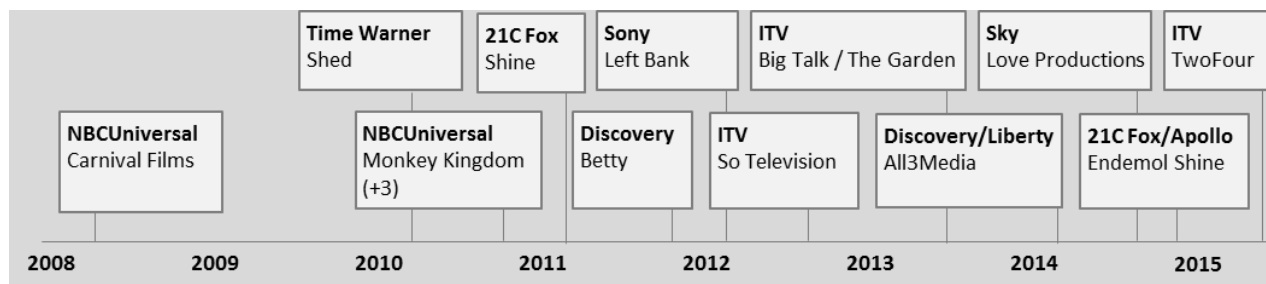 Time Warner
Shed
21C Fox
Shine
Sony
Left Bank
ITV
Big Talk / The Garden
Sky
Love Productions
ITV
TwoFour
NBCUniversal
Carnival Films
NBCUniversal
Monkey Kingdom
(+3)
Discovery
Betty
ITV
So Television
Discovery/Liberty
All3Media
21C Fox/Apollo
Endemol Shine
2008 2009 2010 2011 2012 2013 2014 2015